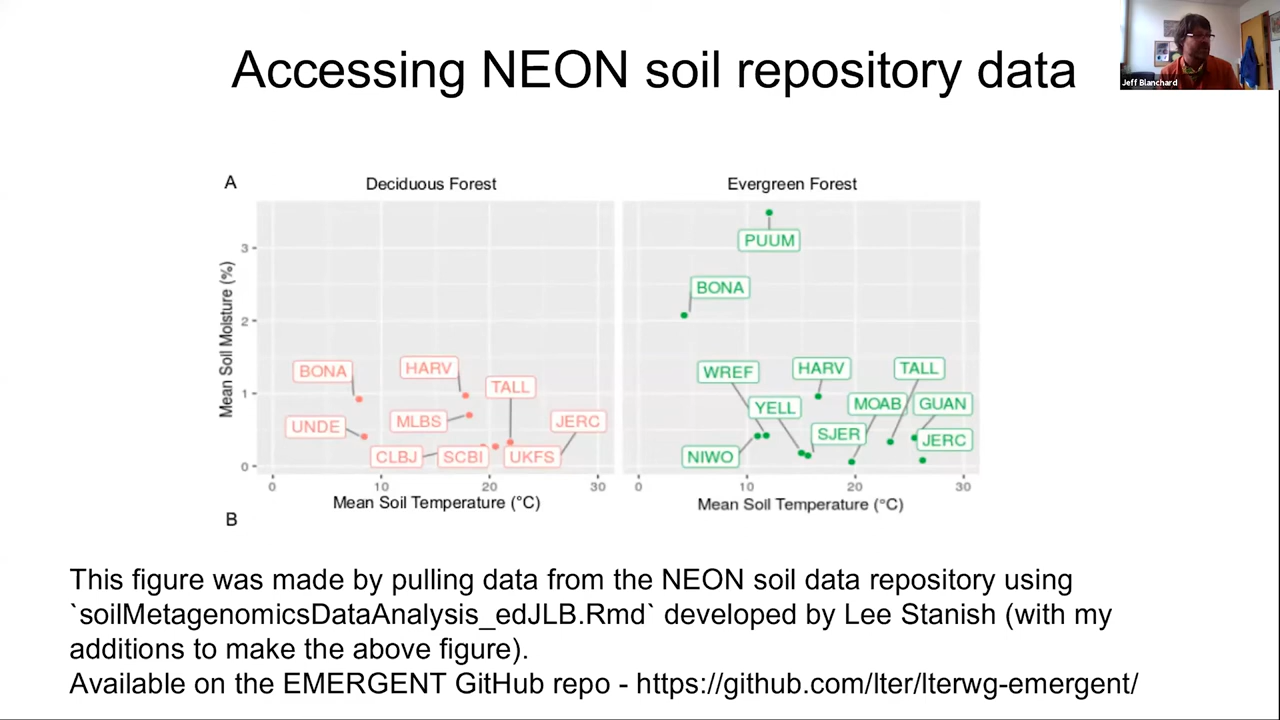 Accessing NEON soil repository data
Jeff Blanchard
A
Deciduous Forest
Evergreen Forest
Mean Soil Moisture (%)
3
2
1
0
BONA
HARV
TALL
UNDE
MLBS
JERC
CLBJ
SCBI
UKFS
0
10
20
30
Mean Soil Temperature (°C)
PUUM
BONA
WREF
HARV
TALL
YELL
MOAB
GUAN
SJER
JERC
NIWO
0
10
20
30
Mean Soil Temperature (°C)
B
This figure was made by pulling data from the NEON soil data repository using
`soilMetagenomicsDataAnalysis_edJLB.Rmd` developed by Lee Stanish (with my
additions to make the above figure).
Available on the EMERGENT GitHub repo - https://github.com/lter/lterwg-emergent/